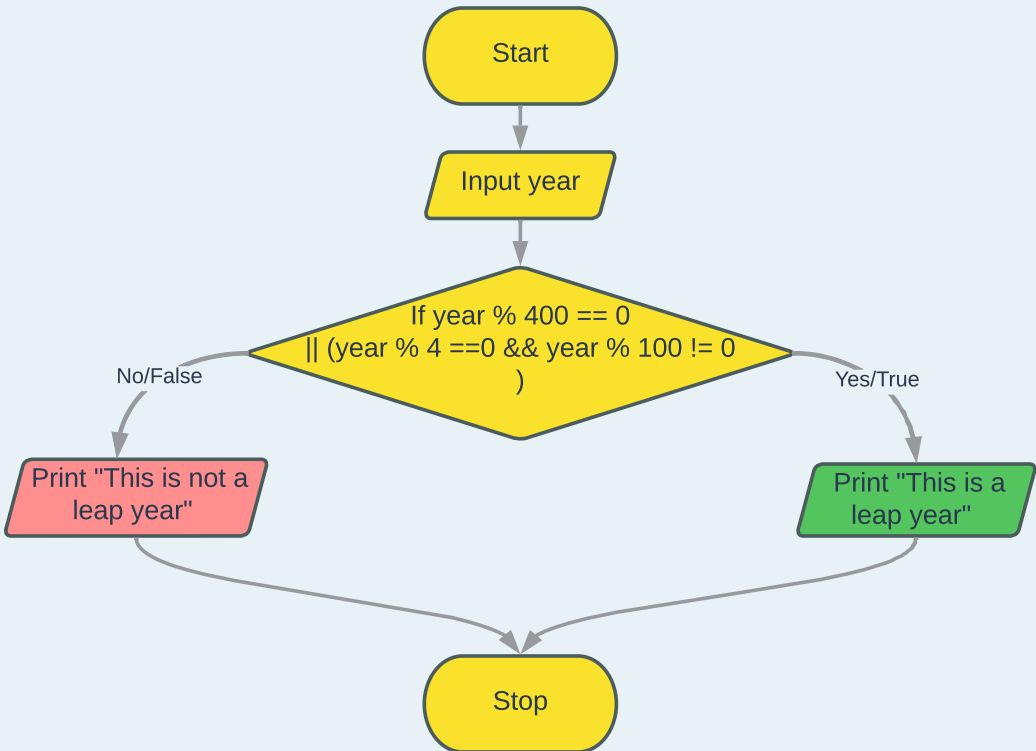 Start
Input year
If year % 400 == 0
|| (year % 4 ==0 && year % 100 != 0
)
No/False
Yes/True
Print "This is not a
leap year"
Print "This is a
leap year"
Stop